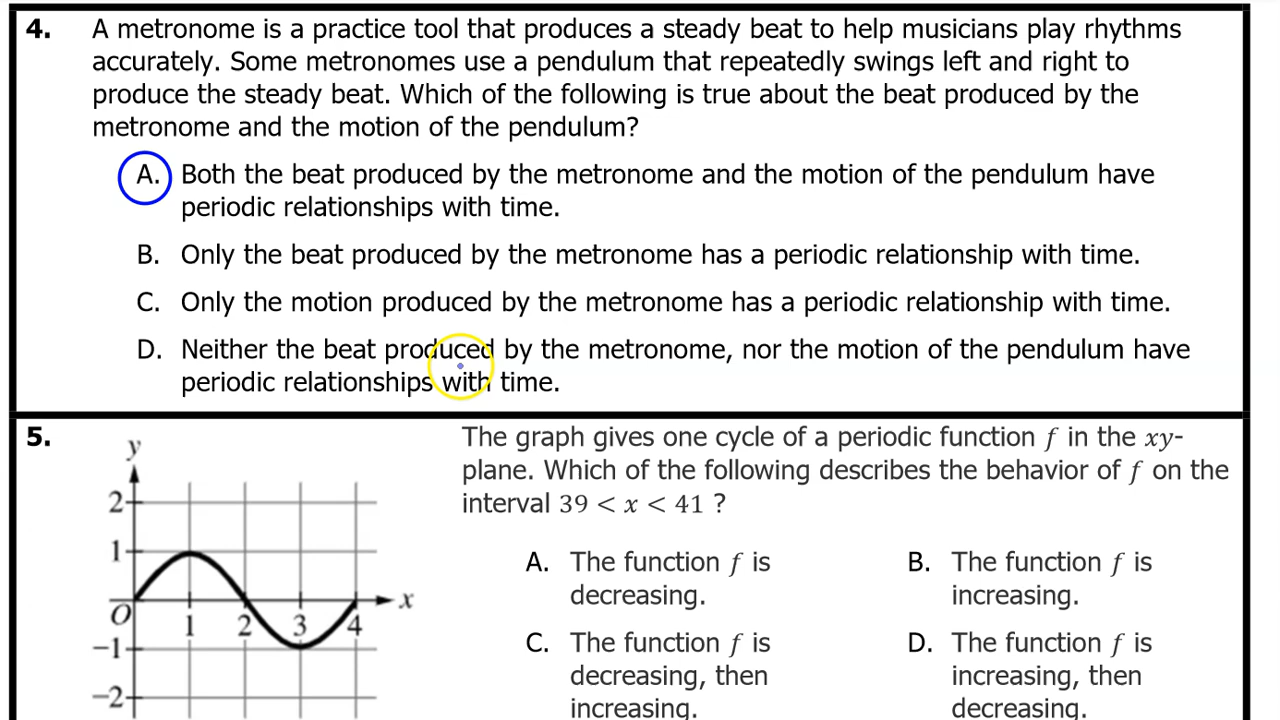 4. A metronome is a practice tool that produces a steady beat to help musicians play rhythms
accurately. Some metronomes use a pendulum that repeatedly swings left and right to
produce the steady beat. Which of the following is true about the beat produced by the
metronome and the motion of the pendulum?
A. Both the beat produced by the metronome and the motion of the pendulum have
periodic relationships with time.
B. Only the beat produced by the metronome has a periodic relationship with time.
C. Only the motion produced by the metronome has a periodic relationship with time.
D. Neither the beat produced by the metronome, nor the motion of the pendulum have
periodic relationships with time.
5.
y
2
1
O 1 2 3 4 x
−1
−2
The graph gives one cycle of a periodic function f in the xy-
plane. Which of the following describes the behavior of f on the
interval 39 < x < 41 ?
A. The function f is
decreasing.
B. The function f is
increasing.
C. The function f is
decreasing, then
increasing.
D. The function f is
increasing, then
decreasing.